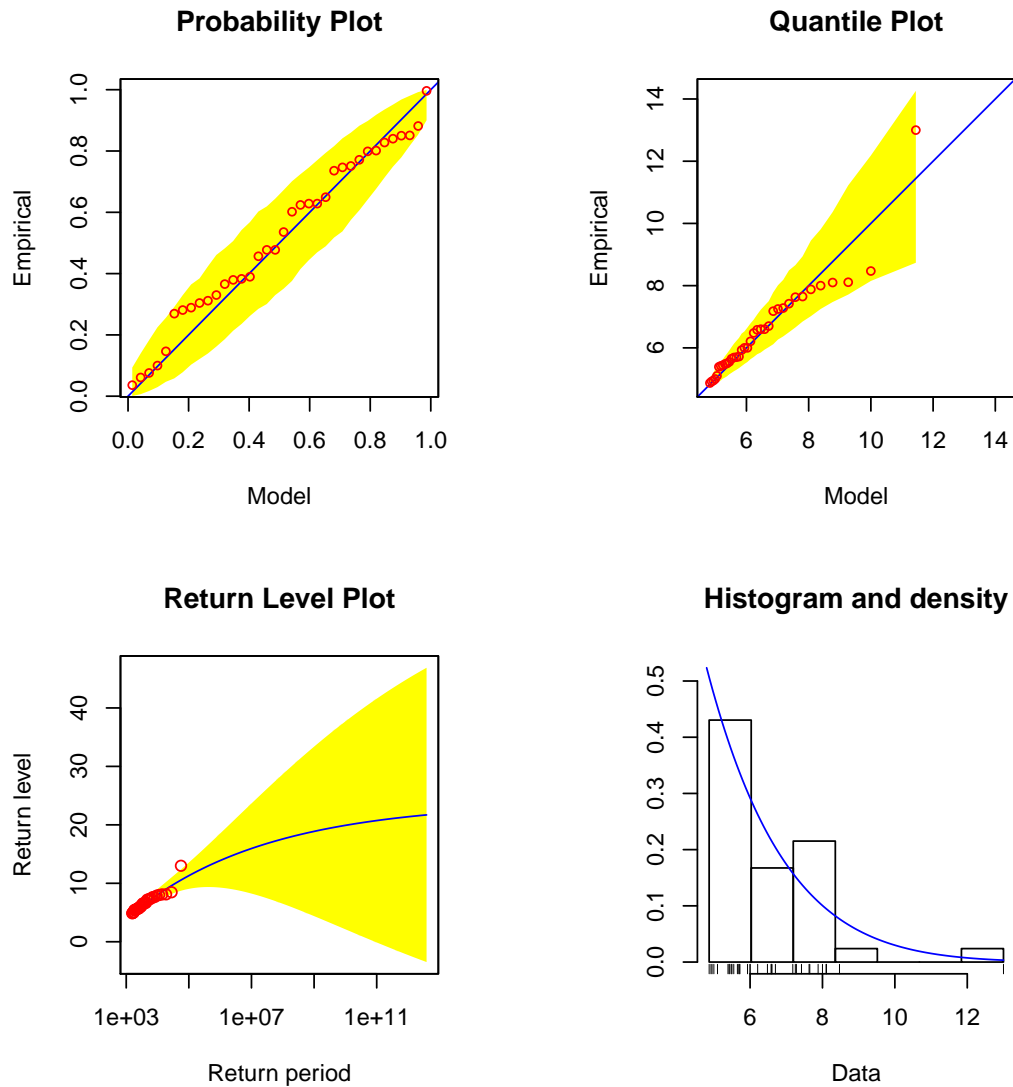 Probability Plot
Empirical
0.0 0.2 0.4 0.6 0.8 1.0
0.0 0.2 0.4 0.6 0.8 1.0
Model
Quantile Plot
Empirical
6 8 10 12 14
6 8 10 12 14
Model
Return Level Plot
Return level
0 10 20 30 40
1e+03 1e+07 1e+11
Return period
Histogram and density
0.0 0.1 0.2 0.3 0.4 0.5
6 8 10 12
Data